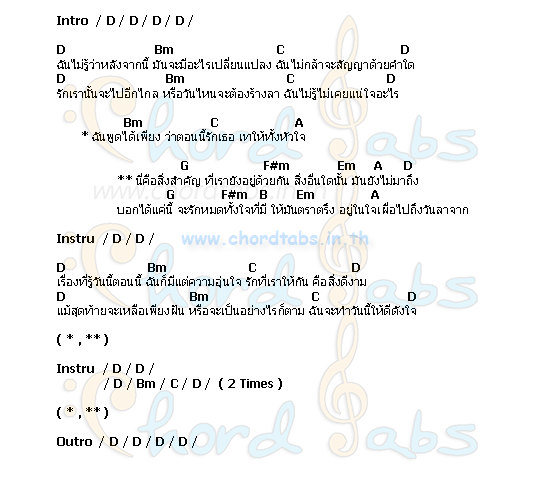 Intro / D / D / D / D /
D Bm C D
ฉันไม่รู้ว่าหลังจากนี้ มันจะมีอะไรเปลี่ยนแปลง ฉันไม่กล้าจะสัญญาด้วยคำใด
D Bm C D
รักเรานั้นจะไปอีกไกล หรือวันไหนจะต้องร้างลา ฉันไม่รู้ไม่เคยแน่ใจอะไร
Bm C A
* ฉันพูดได้เพียง ว่าตอนนี้รักเธอ เทให้ทั้งหัวใจ
G F#m Em A D
** นี่คือสิ่งสำคัญ ที่เรายังอยู่ด้วยกัน สิ่งอื่นใดนั้น มันยังไม่มาถึง
G F#m B Em A
บอกได้แค่นี้ จะรักหมดทั้งใจที่มี ให้มันตราตรึง อยู่ในใจเผื่อไปถึงวันลาจาก
www.chordtabs.in.th
Instru / D / D /
D Bm C D
เรื่องที่รู้วันนี้ตอนนี้ ฉันก็มีแต่ความอุ่นใจ รักที่เราให้กัน คือสิ่งดีงาม
D Bm C D
แม้สุดท้ายจะเหลือเพียงฝัน หรือจะเป็นอย่างไรก็ตาม ฉันจะทำวันนี้ให้ดีดังใจ
( * , ** )
Instru / D / D /
/ D / Bm / C / D / ( 2 Times )
( * , ** )
Outro / D / D / D / D /